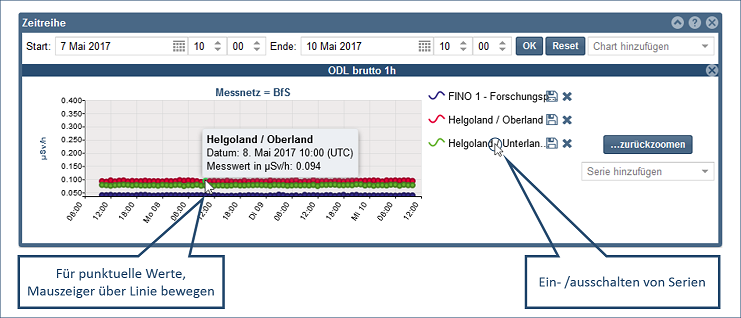 Zeitreihe
Start: 7 Mai 2017 10 00 Ende: 10 Mai 2017 10 00 OK Reset Chart hinzufügen
ODL brutto 1h
Messnetz = BfS
µSv/h
0.400
0.350
0.300
0.250
0.200
0.150
0.100
0.050
06:00
12:00
18:00
Mo 08
06:00
12:00
18:00
Di 09
06:00
12:00
18:00
Mi 10
06:00
12:00
Helgoland / Oberland
Datum: 8. Mai 2017 10:00 (UTC)
Messwert in µSv/h: 0.094
FINO 1 - Forschungsp...
Helgoland / Oberland
Helgoland / Unterlan...
...zurückzoomen
Serie hinzufügen
Für punktuelle Werte,
Mauszeiger über Linie bewegen
Ein- /ausschalten von Serien